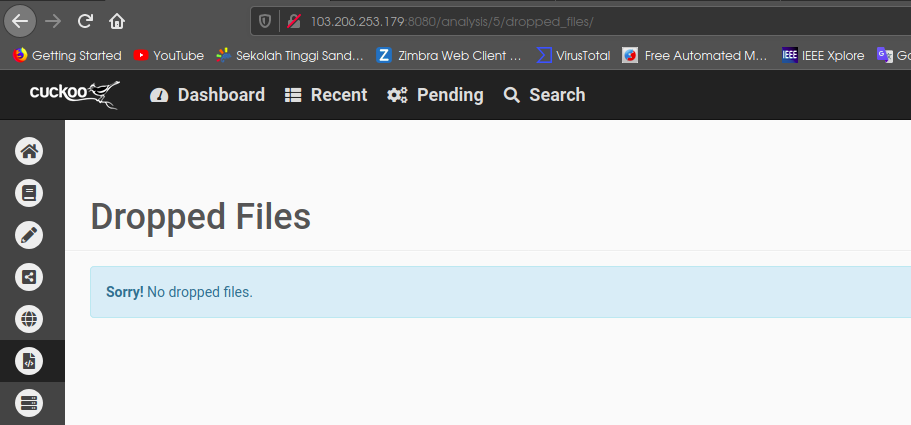 103.206.253.179:8080/analysis/5/dropped_files/
Getting Started YouTube Sekolah Tinggi Sand... Zimbra Web Client ... VirusTotal Free Automated M... IEEE IEEE Xplore Go
cuckoo Dashboard Recent Pending Search
Dropped Files
Sorry! No dropped files.